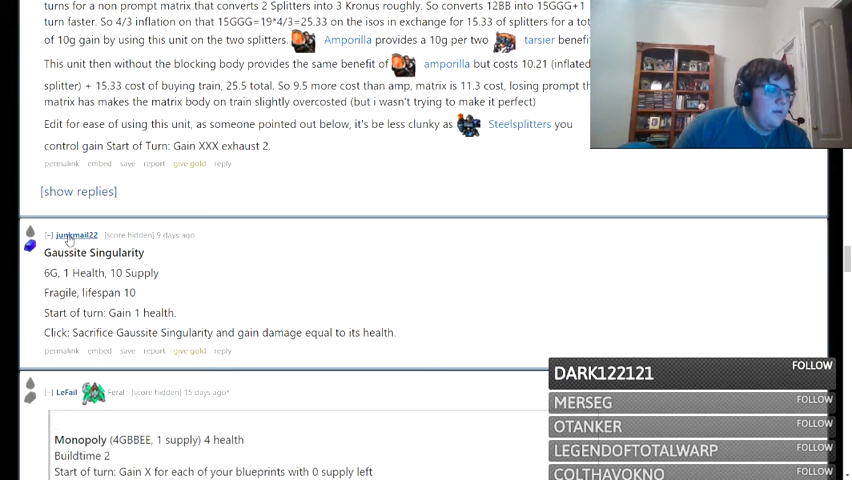 turns for a non prompt matrix that converts 2 Splitters into 3 Kronus roughly. So converts 12BB into 15GGG+1
turn faster. So 4/3 inflation on that 15GGG=19*4/3=25.33 on the isos in exchange for 15.33 of splitters for a tot
of 10g gain by using this unit on the two splitters. Amporilla provides a 10g per two tarsier benefi
This unit then without the blocking body provides the same benefit of amporilla but costs 10.21 (inflated
splitter) + 15.33 cost of buying train, 25.5 total. So 9.5 more cost than amp, matrix is 11.3 cost, losing prompt th
matrix has makes the matrix body on train slightly overcosted (but i wasn't trying to make it perfect)
Edit for ease of using this unit, as someone pointed out below, it's be less clunky as Steelsplitters you
control gain Start of Turn: Gain XXX exhaust 2.
permalink embed save report give gold reply
[show replies]
[-] junkmail22 [score hidden] 9 days ago
Gaussite Singularity
6G, 1 Health, 10 Supply
Fragile, lifespan 10
Start of turn: Gain 1 health.
Click: Sacrifice Gaussite Singularity and gain damage equal to its health.
permalink embed save report give gold reply
[-] LeFail Feral [score hidden] 15 days ago*
Monopoly (4GBBEE, 1 supply) 4 health
Buildtime 2
Start of turn: Gain X for each of your blueprints with 0 supply left
DARK122121 FOLLOW
MERSEG FOLLOW
OTANKER FOLLOW
LEGENDOFTOTALWARP FOLLOW
COLTHAVOKNO FOLLOW